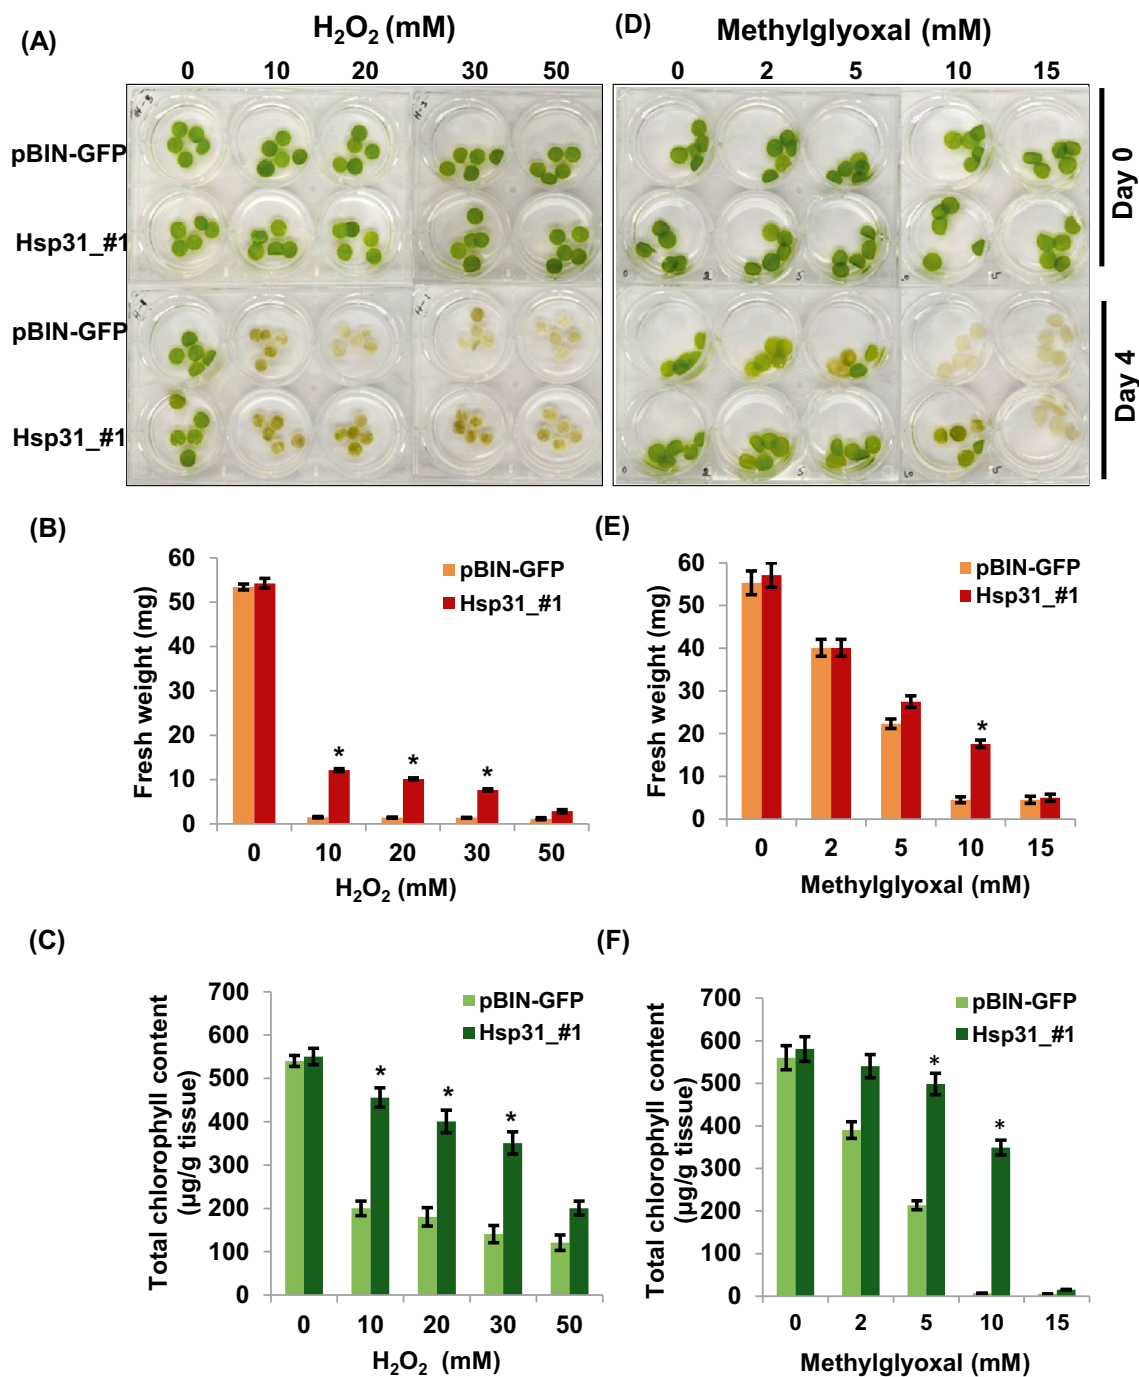 (A)
H₂O₂ (mM)
0 10 20 30 50
pBIN-GFP
Hsp31_#1
pBIN-GFP
Hsp31_#1
(D)
Methylglyoxal (mM)
0 2 5 10 15
Day 0
Day 4
(B)
60
50
40
30
20
10
0
Fresh weight (mg)
pBIN-GFP
Hsp31_#1
*
*
*
0 10 20 30 50
H₂O₂ (mM)
(E)
60
50
40
30
20
10
0
Fresh weight (mg)
pBIN-GFP
Hsp31_#1
*
0 2 5 10 15
Methylglyoxal (mM)
(C)
700
600
500
400
300
200
100
0
Total chlorophyll content
(µg/g tissue)
pBIN-GFP
Hsp31_#1
*
*
*
0 10 20 30 50
H₂O₂ (mM)
(F)
700
600
500
400
300
200
100
0
Total chlorophyll content
(µg/g tissue)
pBIN-GFP
Hsp31_#1
*
*
0 2 5 10 15
Methylglyoxal (mM)